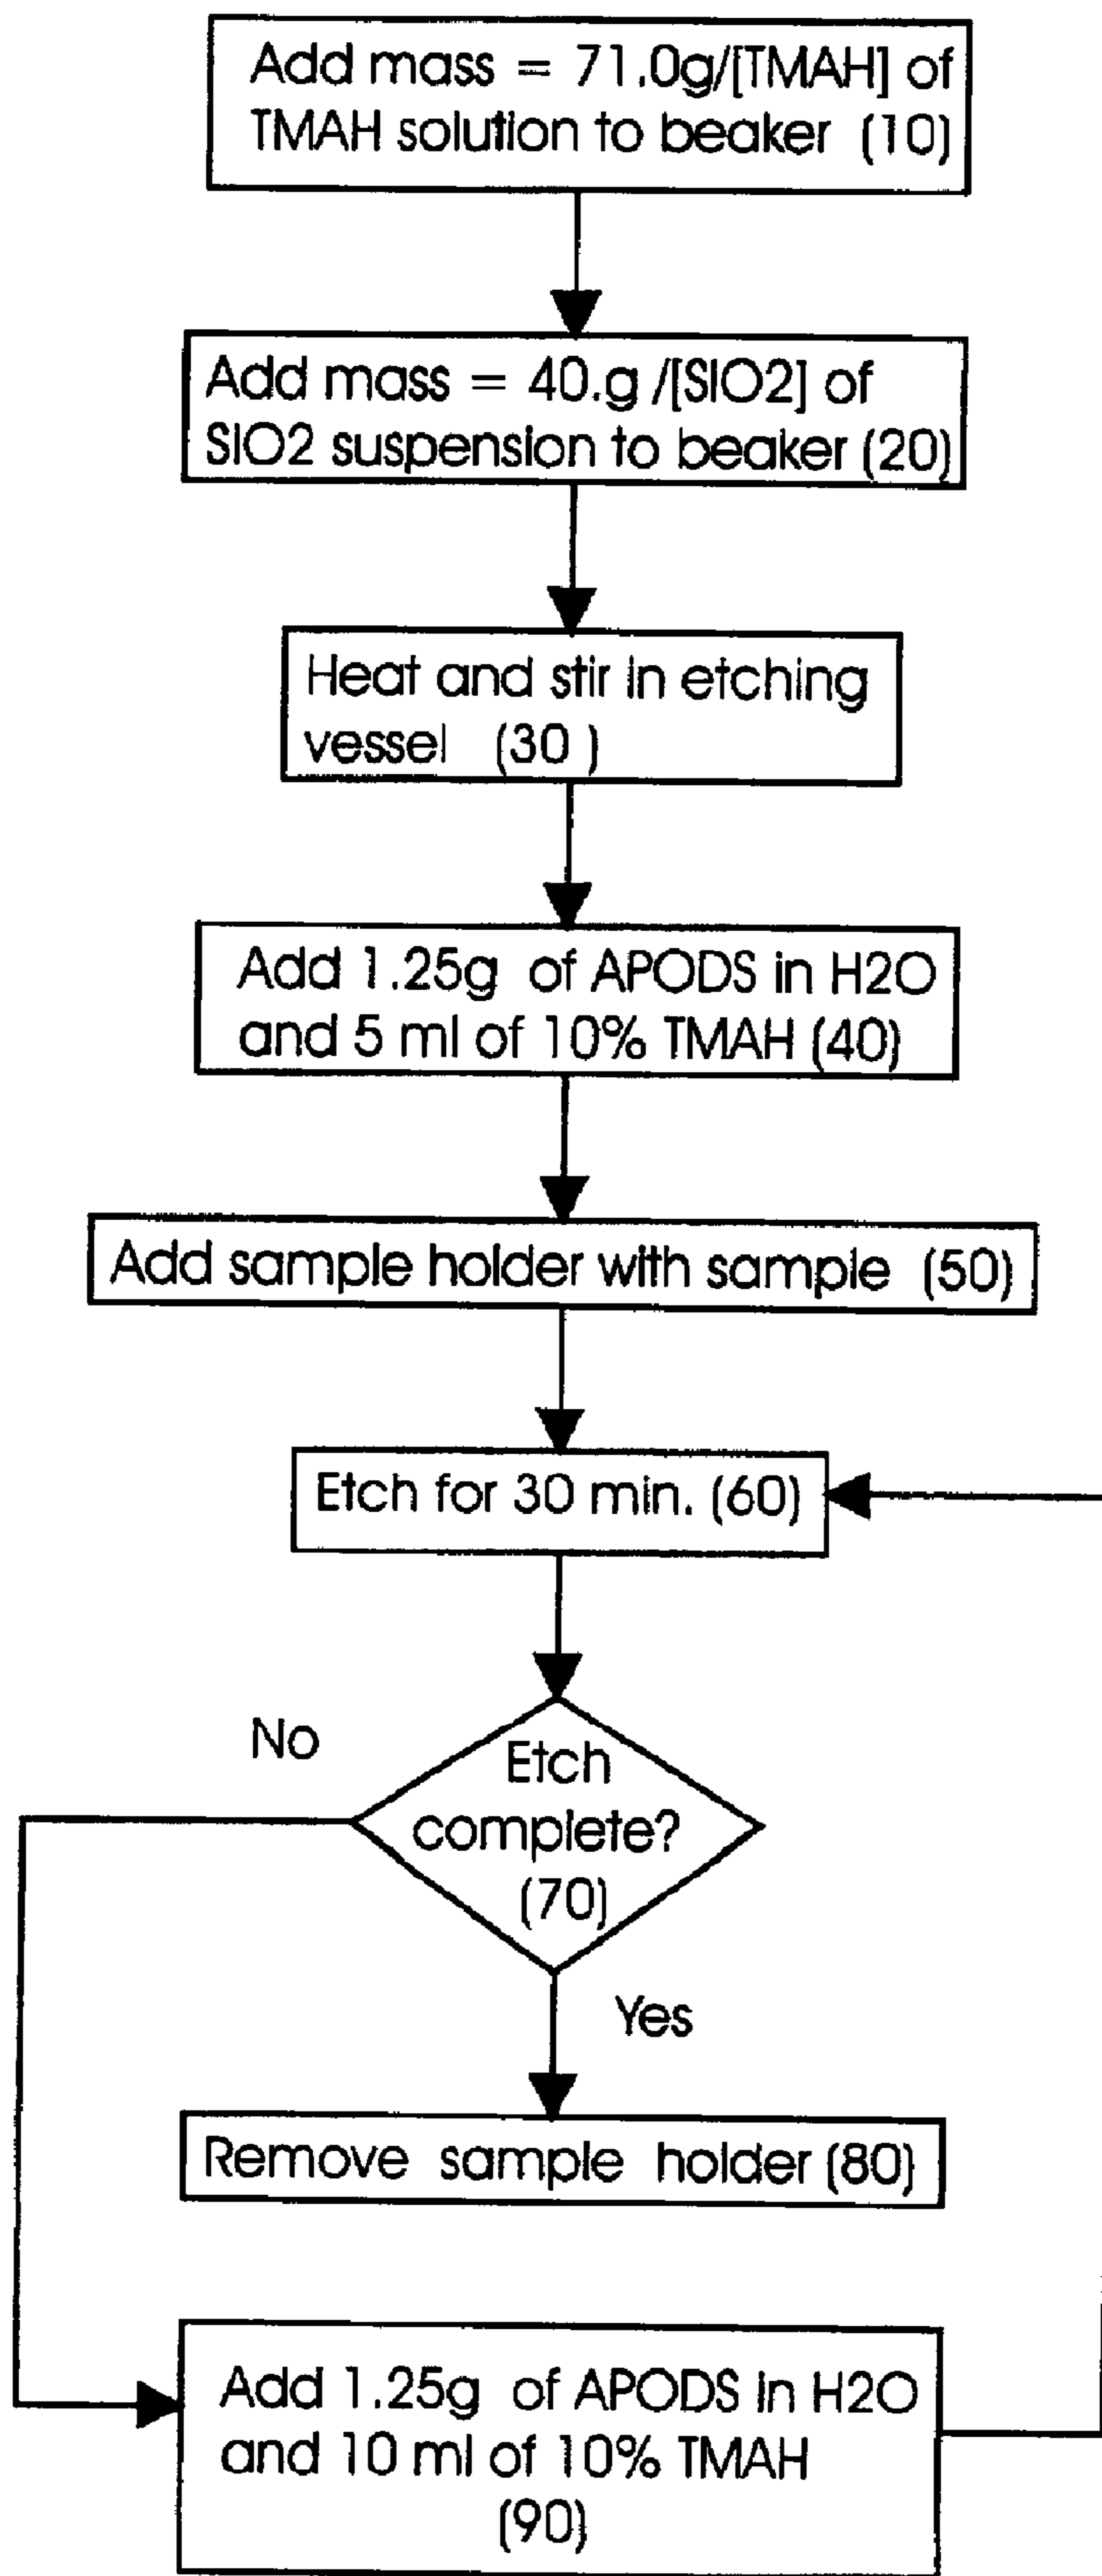 Add mass = 71.0g/[TMAH] of
TMAH solution to beaker (10)
Add mass = 40.g /[SIO2] of
SIO2 suspension to beaker (20)
Heat and stir in etching
vessel (30 )
Add 1.25g of APODS in H2O
and 5 ml of 10% TMAH (40)
Add sample holder with sample (50)
Etch for 30 min. (60)
No
Etch
complete?
(70)
Yes
Remove sample holder (80)
Add 1.25g of APODS in H2O
and 10 ml of 10% TMAH
(90)